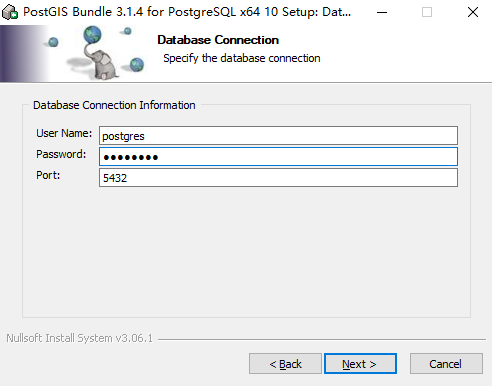 PostGIS Bundle 3.1.4 for PostgreSQL x64 10 Setup: Dat...
Database Connection
Specify the database connection
Database Connection Information
User Name: postgres
Password: ●●●●●●●●
Port: 5432
Nullsoft Install System v3.06.1
< Back Next > Cancel